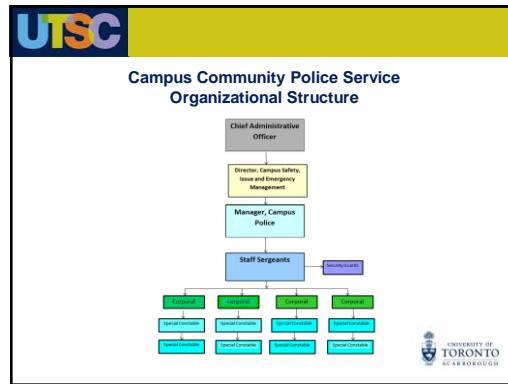 UTSC
Campus Community Police Service
Organizational Structure
Chief Administrative
Officer
Director, Campus Safety,
Issue and Emergency
Management
Manager, Campus
Police
Staff Sergeants
Security Guards
Corporal
Corporal
Corporal
Corporal
Special Constable
Special Constable
Special Constable
Special Constable
Special Constable
Special Constable
Special Constable
Special Constable
UNIVERSITY OF
TORONTO
SCARBOROUGH